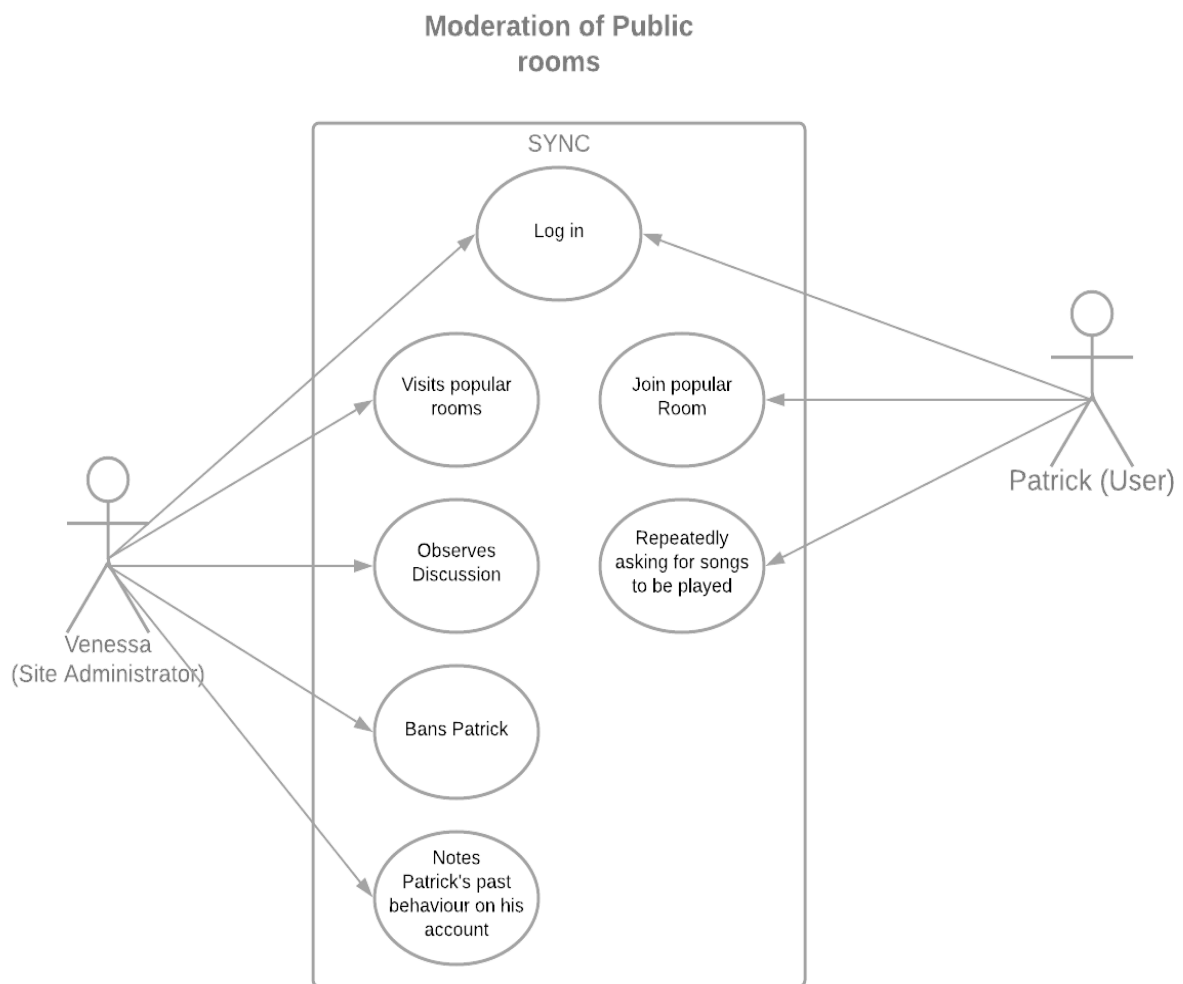 Moderation of Public
rooms
SYNC
Log in
Visits popular
rooms
Join popular
Room
Patrick (User)
Observes
Discussion
Repeatedly
asking for songs
to be played
Venessa
(Site Administrator)
Bans Patrick
Notes
Patrick's past
behaviour on his
account